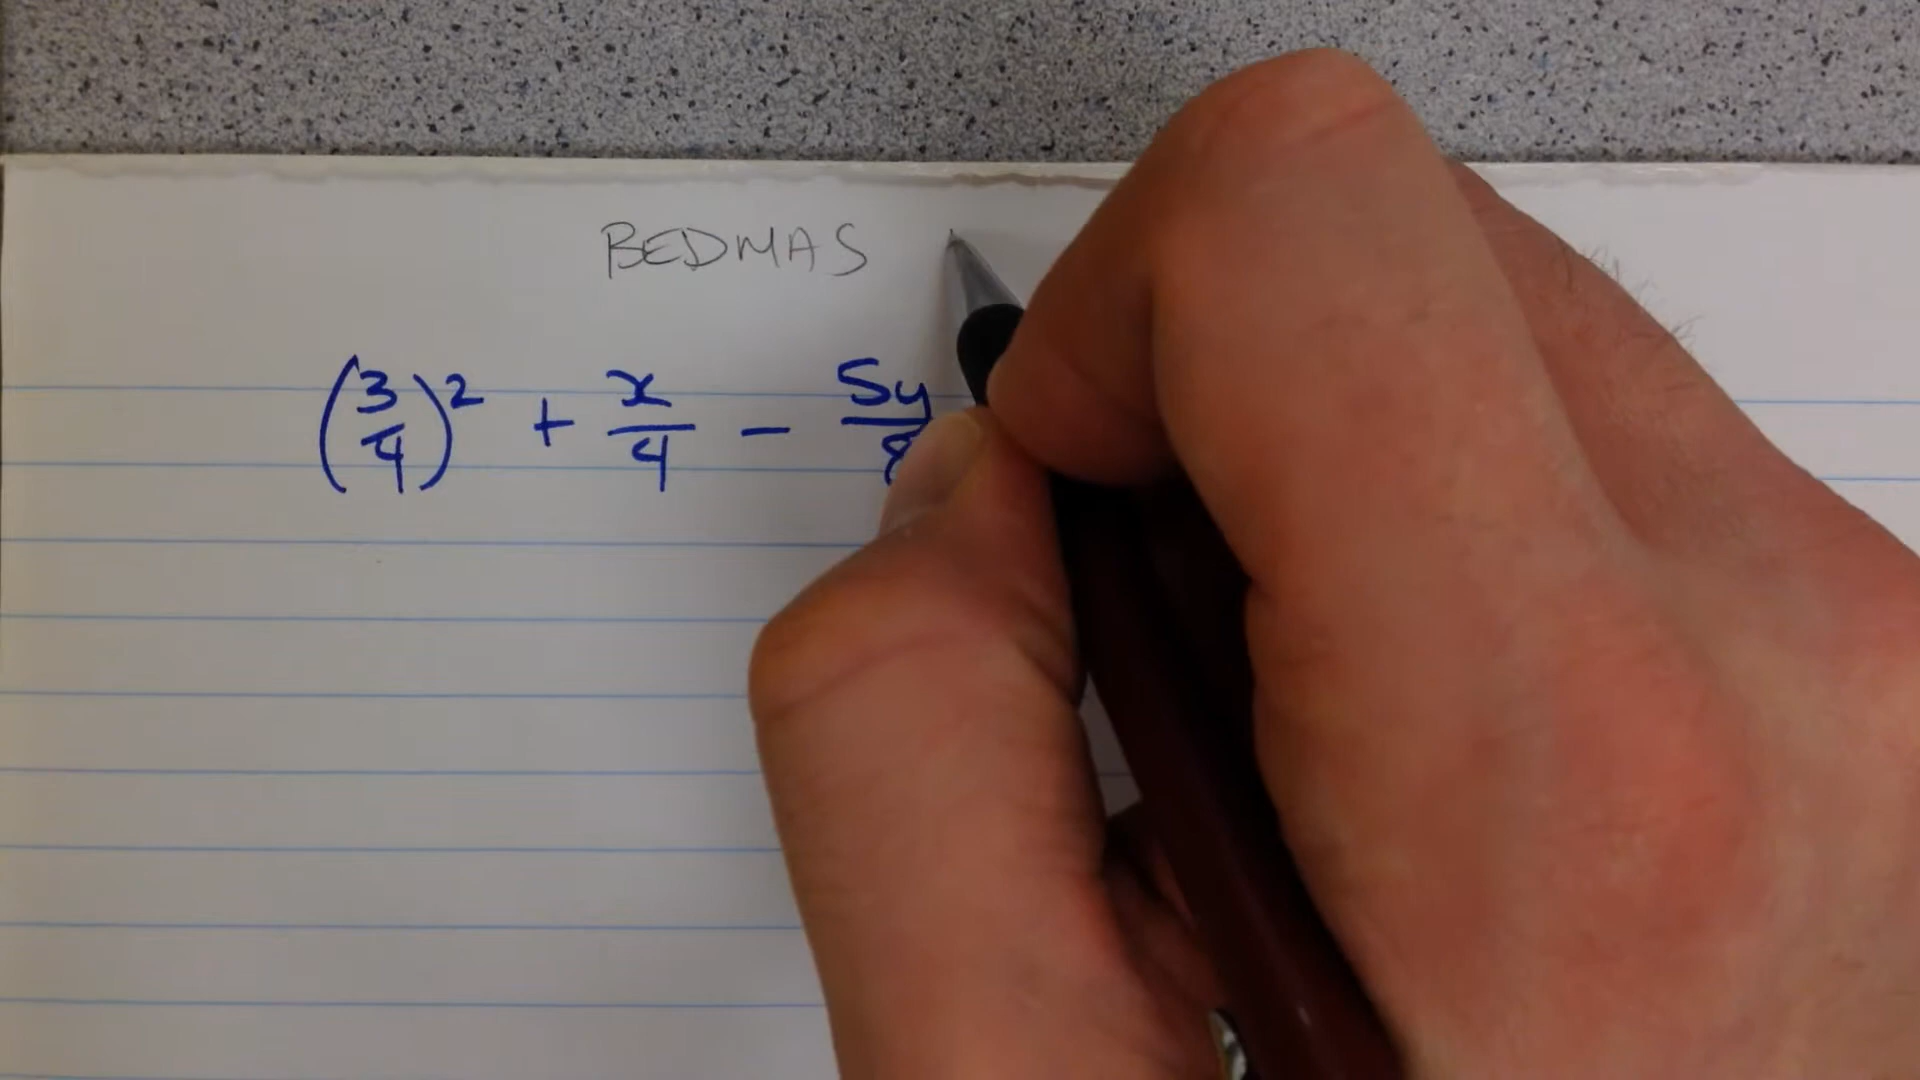 BEDMAS
(3/4)² + x/4 - 5y/